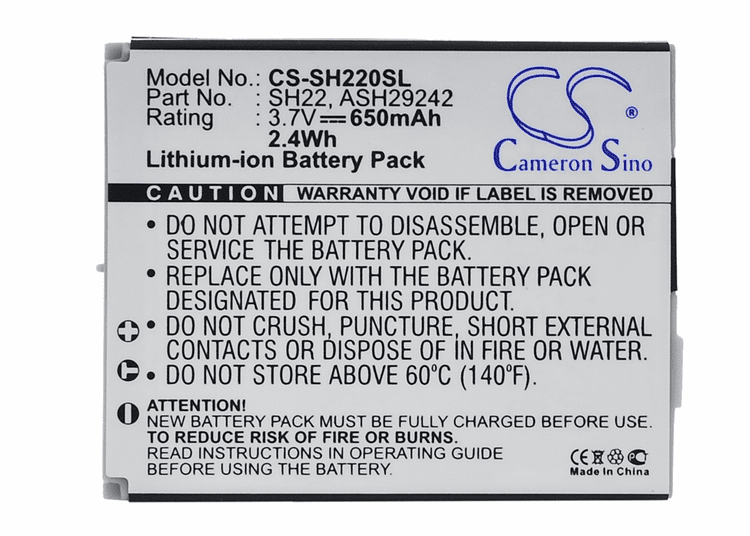 Model No.: CS-SH220SL
Part No.: SH22, ASH29242
Rating : 3.7V⎓650mAh
2.4Wh
Lithium-ion Battery Pack
CS ®
Cameron Sino
CAUTION WARRANTY VOID IF LABEL IS REMOVED
• DO NOT ATTEMPT TO DISASSEMBLE, OPEN OR
SERVICE THE BATTERY PACK.
• REPLACE ONLY WITH THE BATTERY PACK
DESIGNATED FOR THIS PRODUCT.
• DO NOT CRUSH, PUNCTURE, SHORT EXTERNAL
CONTACTS OR DISPOSE OF IN FIRE OR WATER.
• DO NOT STORE ABOVE 60°C (140°F).
ATTENTION!
NEW BATTERY PACK MUST BE FULLY CHARGED BEFORE USE.
TO REDUCE RISK OF FIRE OR BURNS.
READ INSTRUCTIONS IN OPERATING GUIDE
BEFORE INSTALLING BATTERY.
CE
Made In China